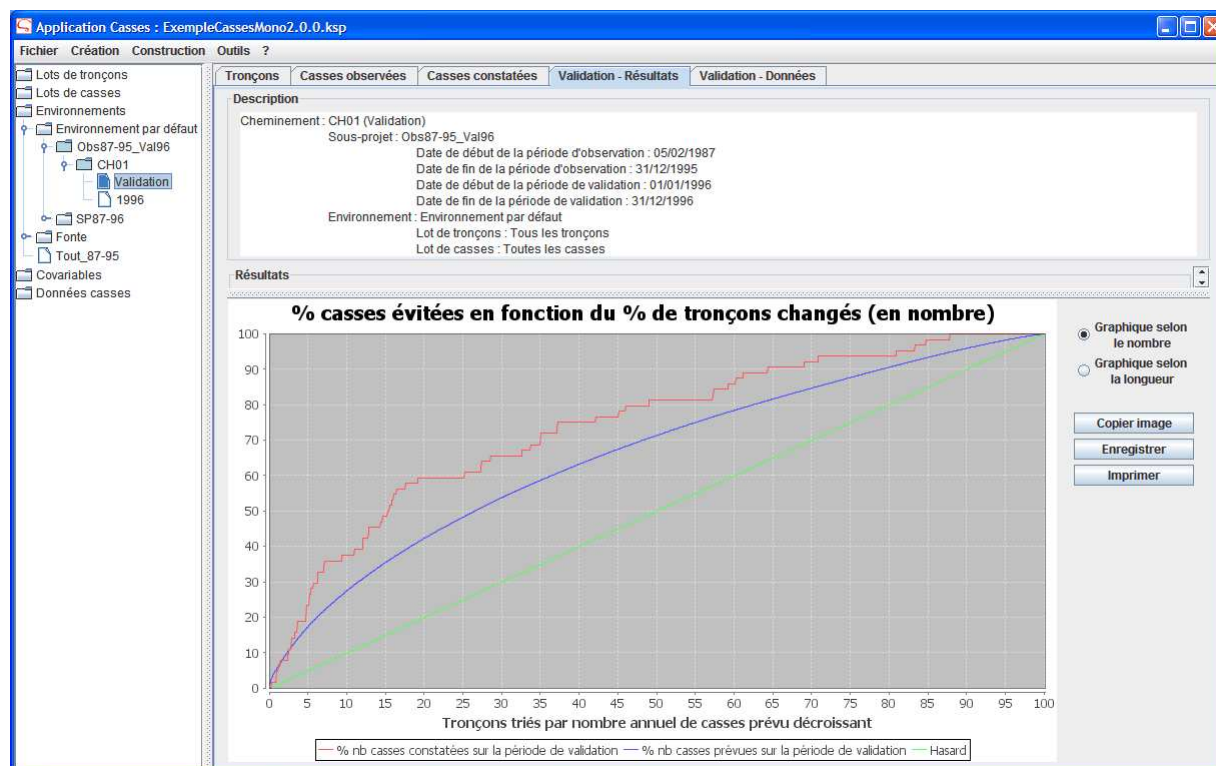 Application Casses : ExempleCassesMono2.0.0.ksp
Fichier Création Construction Outils ?
Lots de tronçons
Lots de casses
Environnements
Environnement par défaut
Obs87-95_Val96
CH01
Validation
1996
SP87-96
Fonte
Tout_87-95
Covariables
Données casses
Tronçons Casses observées Casses constatées Validation - Résultats Validation - Données
Description
Cheminement : CH01 (Validation)
Sous-projet : Obs87-95_Val96
Date de début de la période d'observation : 05/02/1987
Date de fin de la période d'observation : 31/12/1995
Date de début de la période de validation : 01/01/1996
Date de fin de la période de validation : 31/12/1996
Environnement : Environnement par défaut
Lot de tronçons : Tous les tronçons
Lot de casses : Toutes les casses
Résultats
% casses évitées en fonction du % de tronçons changés (en nombre)
100
90
80
70
60
50
40
30
20
10
0
0 5 10 15 20 25 30 35 40 45 50 55 60 65 70 75 80 85 90 95 100
Tronçons triés par nombre annuel de casses prévu décroissant
% nb casses constatées sur la période de validation % nb casses prévues sur la période de validation Hasard
Graphique selon
le nombre
Graphique selon
la longueur
Copier image
Enregistrer
Imprimer